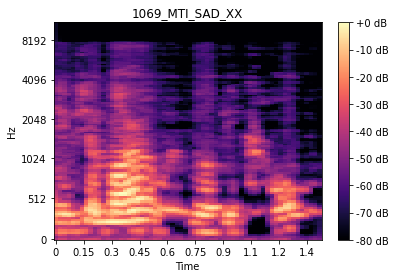 1069_MTI_SAD_XX
+0 dB
8192
-10 dB
4096
-20 dB
-30 dB
2048
Hz
-40 dB
1024
-50 dB
512
-60 dB
-70 dB
0
-80 dB
0 0.15 0.3 0.45 0.6 0.75 0.9 1.1 1.2 1.4
Time